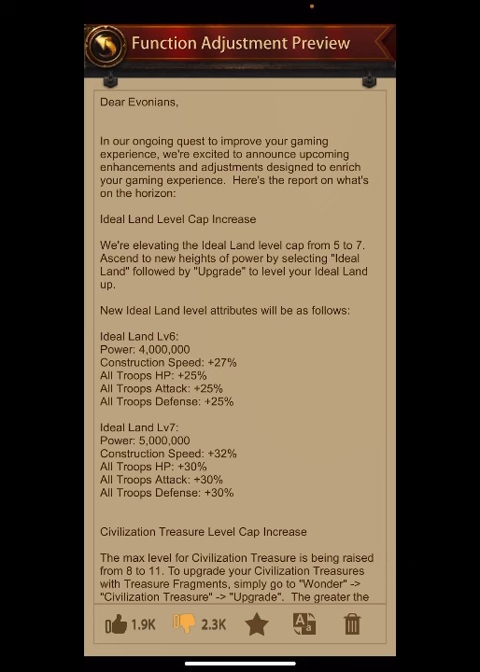 Function Adjustment Preview
Dear Evonians,
In our ongoing quest to improve your gaming
experience, we're excited to announce upcoming
enhancements and adjustments designed to enrich
your gaming experience.  Here's the report on what's
on the horizon:
Ideal Land Level Cap Increase
We're elevating the Ideal Land level cap from 5 to 7.
Ascend to new heights of power by selecting "Ideal
Land" followed by "Upgrade" to level your Ideal Land
up.
New Ideal Land level attributes will be as follows:
Ideal Land Lv6:
Power: 4,000,000
Construction Speed: +27%
All Troops HP: +25%
All Troops Attack: +25%
All Troops Defense: +25%
Ideal Land Lv7:
Power: 5,000,000
Construction Speed: +32%
All Troops HP: +30%
All Troops Attack: +30%
All Troops Defense: +30%
Civilization Treasure Level Cap Increase
The max level for Civilization Treasure is being raised
from 8 to 11. To upgrade your Civilization Treasures
with Treasure Fragments, simply go to "Wonder" ->
"Civilization Treasure" -> "Upgrade".  The greater the
1.9K 2.3K A a